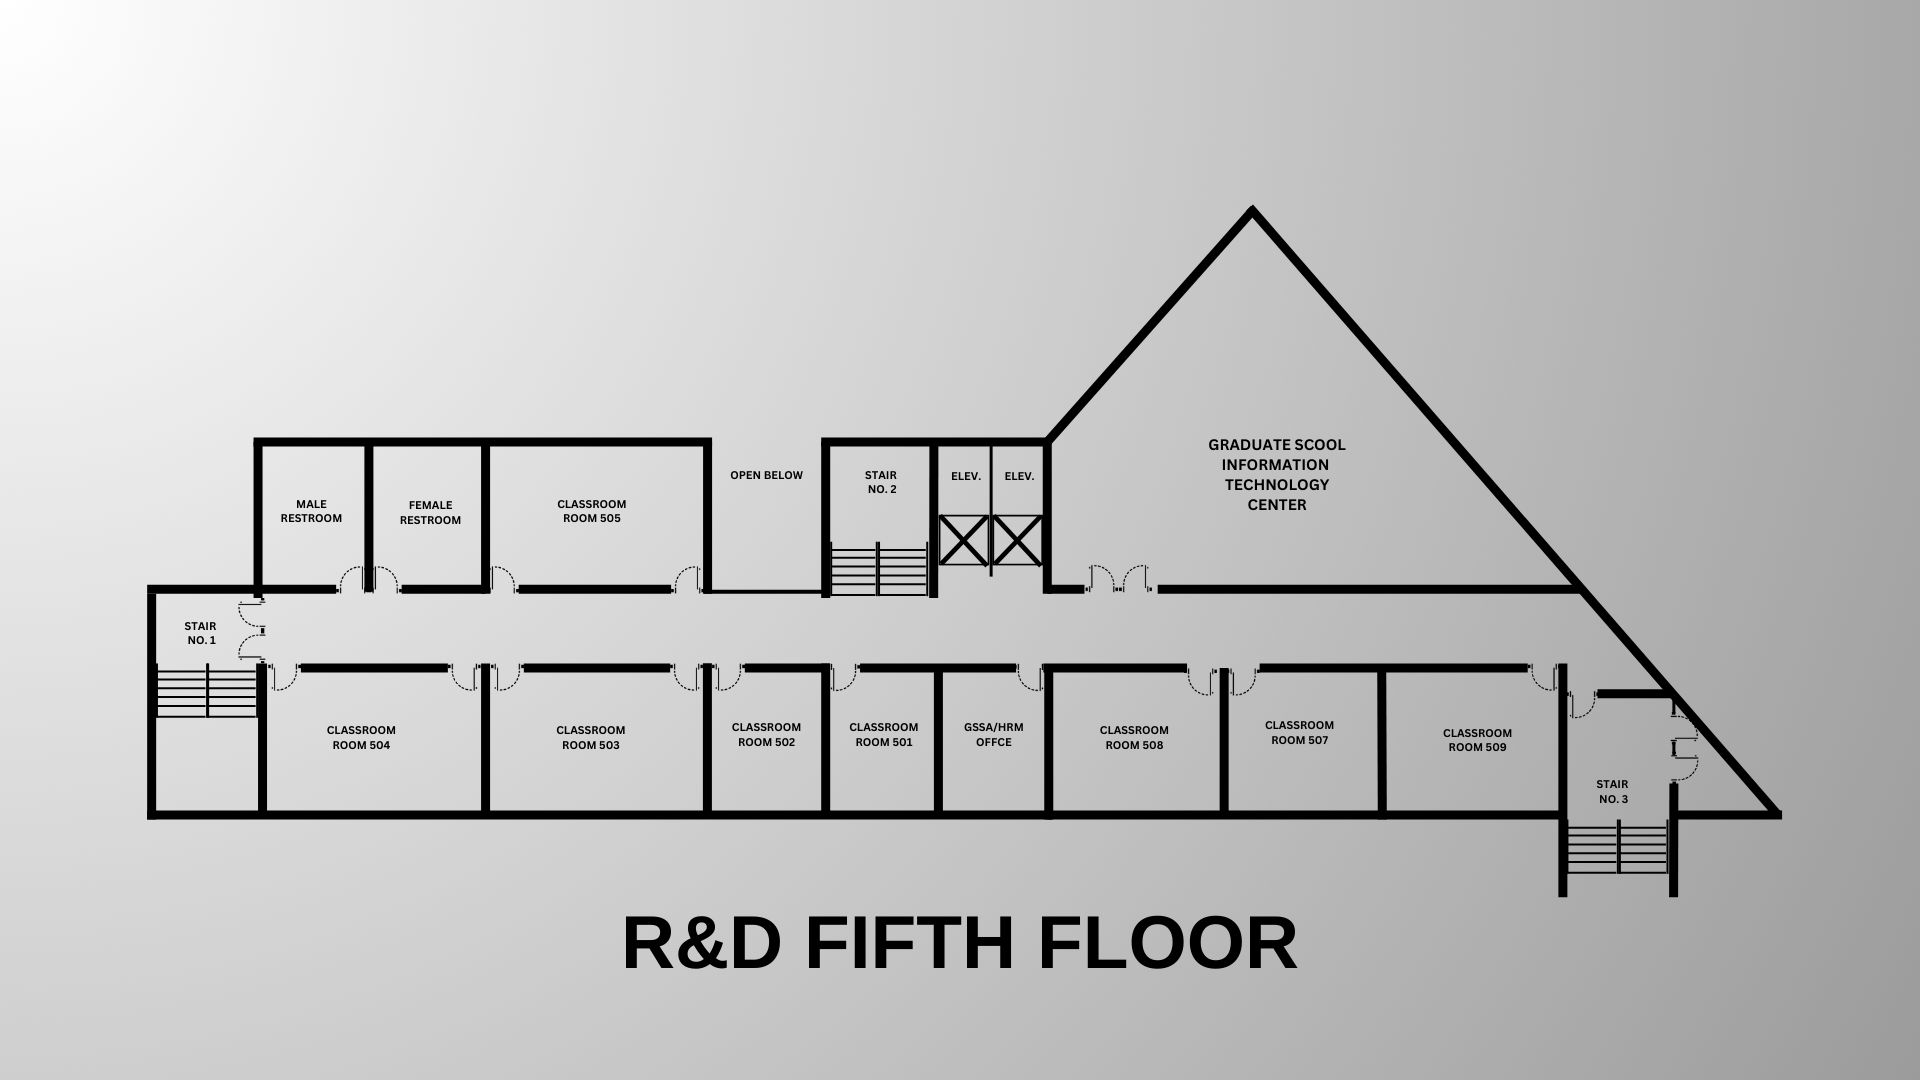 GRADUATE SCOOL
INFORMATION
TECHNOLOGY
CENTER
OPEN BELOW
STAIR
NO. 2
ELEV.
ELEV.
MALE
RESTROOM
FEMALE
RESTROOM
CLASSROOM
ROOM 505
STAIR
NO. 1
CLASSROOM
ROOM 504
CLASSROOM
ROOM 503
CLASSROOM
ROOM 502
CLASSROOM
ROOM 501
GSSA/HRM
OFFCE
CLASSROOM
ROOM 508
CLASSROOM
ROOM 507
CLASSROOM
ROOM 509
STAIR
NO. 3
R&D FIFTH FLOOR